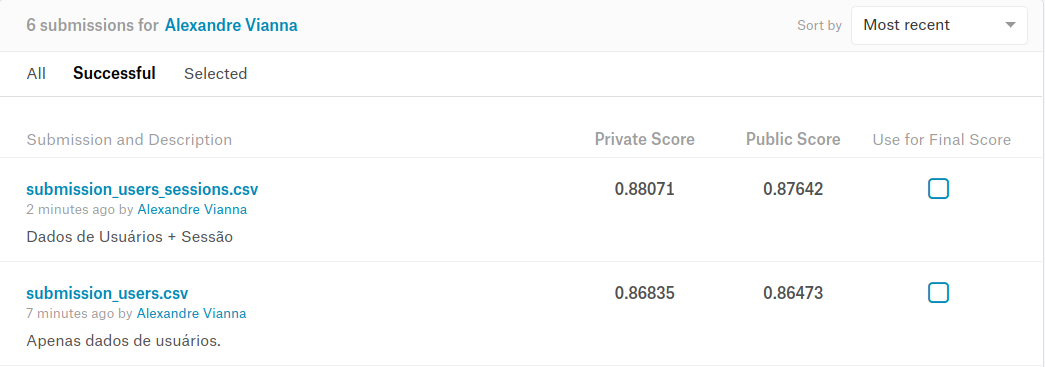 6 submissions for Alexandre Vianna
Sort by Most recent
All Successful Selected
Submission and Description Private Score Public Score Use for Final Score
submission_users_sessions.csv 0.88071 0.87642
2 minutes ago by Alexandre Vianna
Dados de Usuários + Sessão
submission_users.csv 0.86835 0.86473
7 minutes ago by Alexandre Vianna
Apenas dados de usuários.